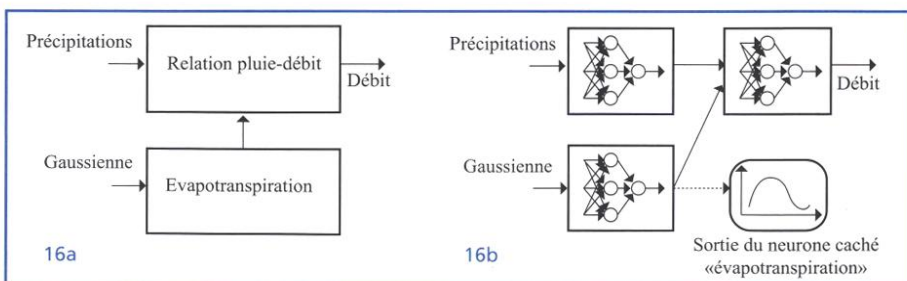 Précipitations
Relation pluie-débit
Débit
Gaussienne
Evapotranspiration
16a
Précipitations
Débit
Gaussienne
Sortie du neurone caché
«évapotranspiration»
16b